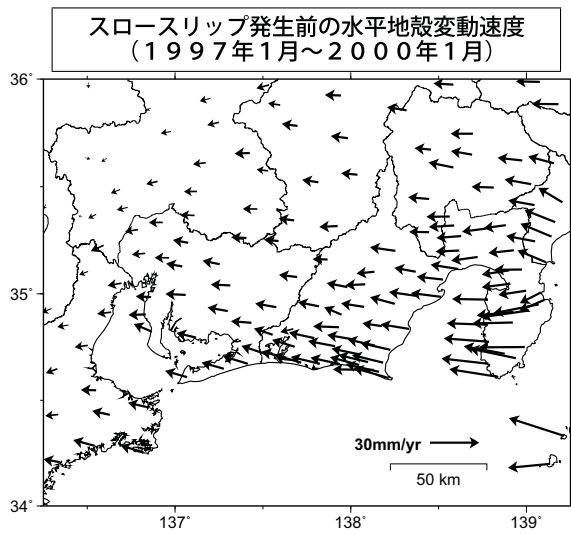 スロースリップ発生前の水平地殻変動速度
（１９９７年１月～２０００年１月）
36°
35°
30mm/yr
50 km
34°
137° 138° 139°